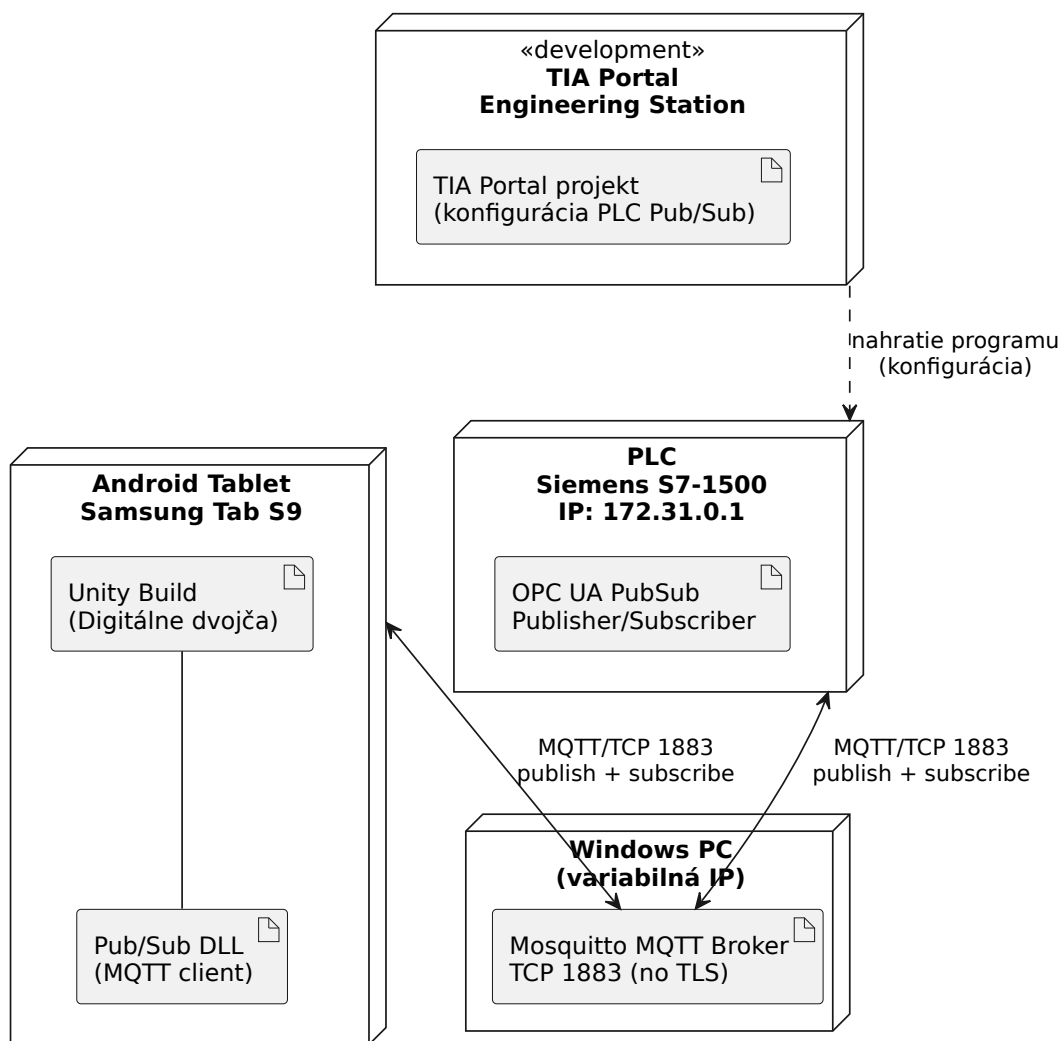 «development»
TIA Portal
Engineering Station
TIA Portal projekt
(konfigurácia PLC Pub/Sub)
nahratie programu
(konfigurácia)
PLC
Siemens S7-1500
IP: 172.31.0.1
OPC UA PubSub
Publisher/Subscriber
Android Tablet
Samsung Tab S9
Unity Build
(Digitálne dvojča)
Pub/Sub DLL
(MQTT client)
MQTT/TCP 1883
publish + subscribe
MQTT/TCP 1883
publish + subscribe
Windows PC
(variabilná IP)
Mosquitto MQTT Broker
TCP 1883 (no TLS)